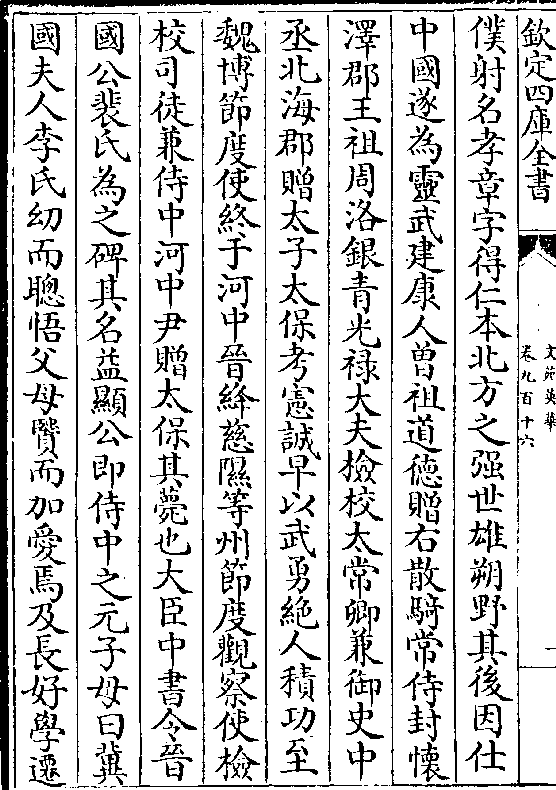 欽定四庫全書
文苑英華
卷九百十六
一
僕射名孝章字得仁本北方之强世雄朔野其後因仕
中國遂為靈武建康人曽祖道德贈右散騎常侍封懷
澤郡王祖周洛銀青光禄大夫檢校太常卿兼御史中
丞北海郡贈太子太保考憲誠早以武勇絶人積功至
魏博節度使終于河中晉絳慈隰等州節度觀察使檢
校司徒兼侍中河中尹贈太保其薨也大臣中書令晉
國公裴氏為之碑其名益顯公即侍中之元子母曰冀
國夫人李氏幼而聰悟父母贒而加愛焉及長好學遷